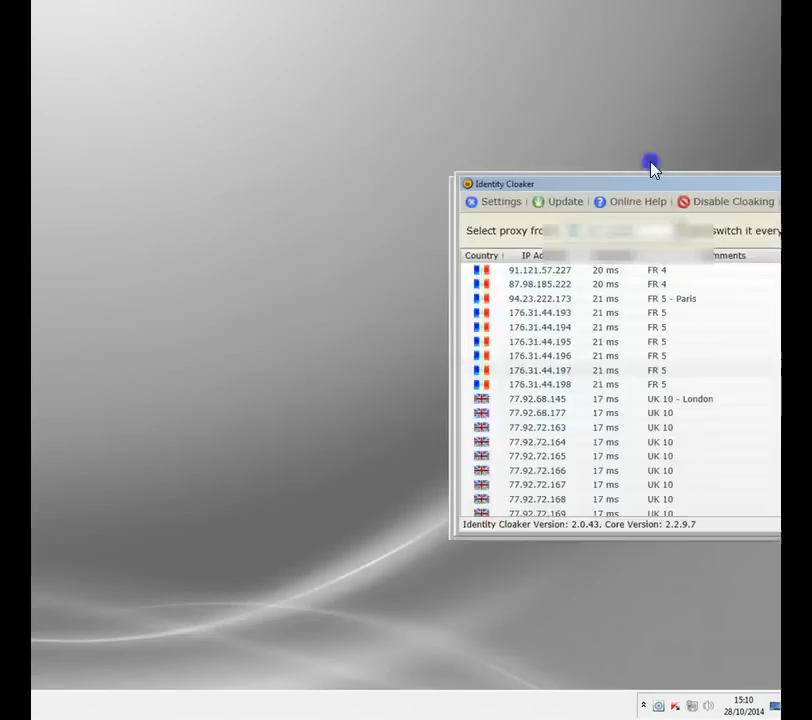 Identity Cloaker
Settings Update Online Help Disable Cloaking
Select proxy switch it every
Country IP
91.121.57.227 20 ms FR 4
87.98.185.222 20 ms FR 4
94.23.222.173 21 ms FR 5 - Paris
176.31.44.193 21 ms FR 5
176.31.44.194 21 ms FR 5
176.31.44.195 21 ms FR 5
176.31.44.196 21 ms FR 5
176.31.44.197 21 ms FR 5
176.31.44.198 21 ms FR 5
77.92.68.145 17 ms UK 10 - London
77.92.68.177 17 ms UK 10
77.92.72.163 17 ms UK 10
77.92.72.164 17 ms UK 10
77.92.72.165 17 ms UK 10
77.92.72.166 17 ms UK 10
77.92.72.167 17 ms UK 10
77.92.72.168 17 ms UK 10
77.92.72.169 17 ms UK 10
Identity Cloaker Version: 2.0.43, Core Version: 2.2.9.7
15:10
28/10/2014